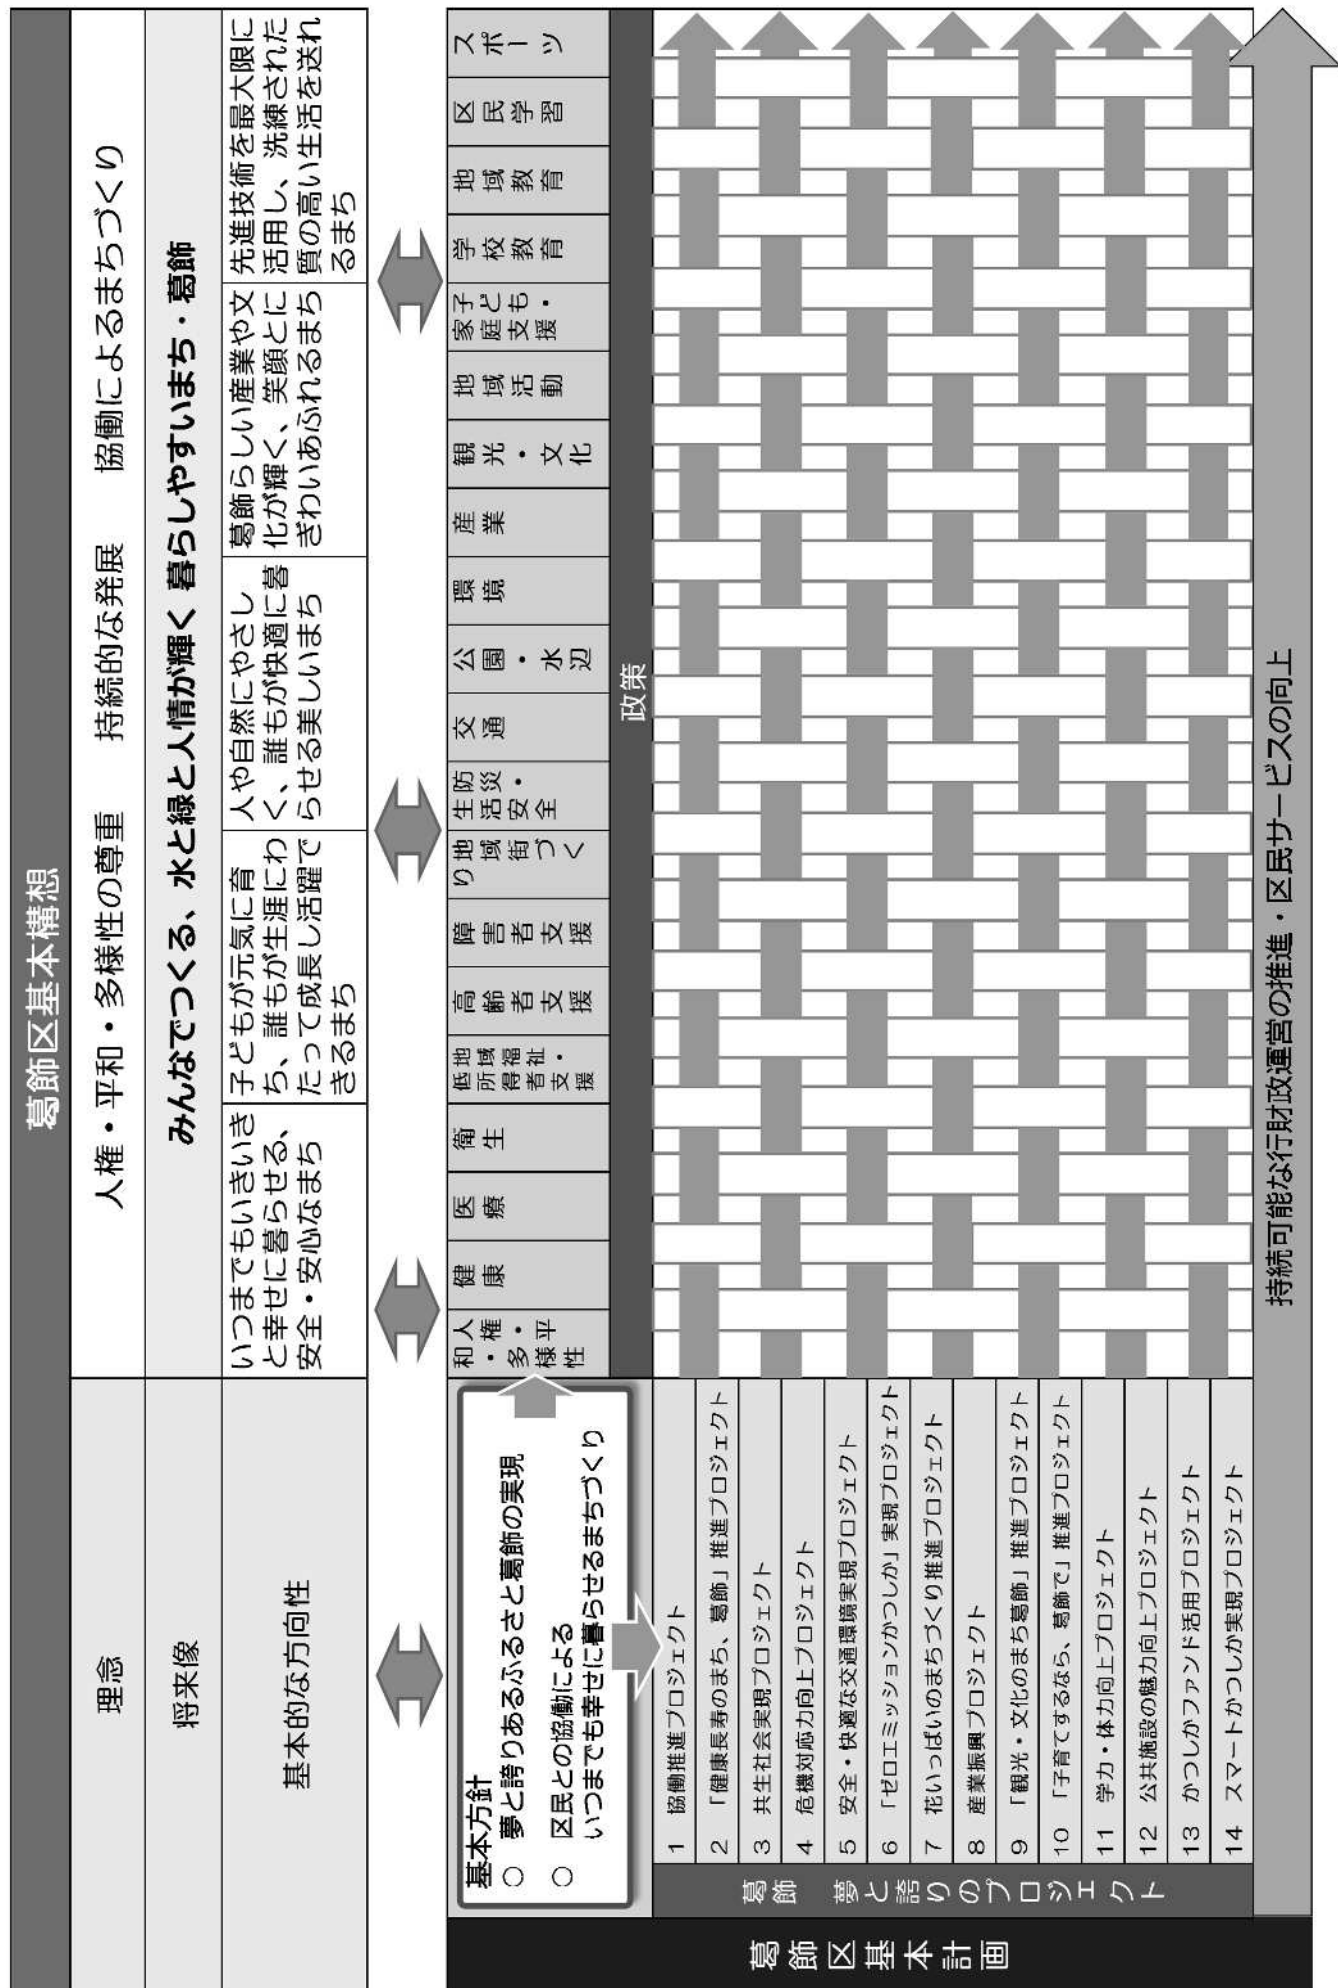 葛飾区基本構想
理念
人権・平和・多様性の尊重　持続的な発展　協働によるまちづくり
将来像
みんなでつくる、水と緑と人情が輝く 暮らしやすいまち・葛飾
基本的な方向性
いつまでもいきいき
と幸せに暮らせる、
安全・安心なまち
子どもが元気に育
ち、誰もが生涯にわ
たって成長し活躍で
きるまち
人や自然にやさし
く、誰もが快適に暮
らせる美しいまち
葛飾らしい産業や文
化が輝く、笑顔とに
ぎわいあふれるまち
先進技術を最大限に
活用し、洗練された
質の高い生活を送れ
るまち
基本方針
○　夢と誇りあるふるさと葛飾の実現
○　区民との協働による
いつまでも幸せに暮らせるまちづくり
人権・平
和・多様性
健康
医療
衛生
地域福祉・
低所得者支援
高齢者支援
障害者支援
地域街づく
り
防災・
生活安全
交通
公園・水辺
環境
産業
観光・文化
地域活動
子ども・
家庭支援
学校教育
地域教育
区民学習
スポーツ
政策
葛飾区基本計画
葛飾　夢と誇りのプロジェクト
1　協働推進プロジェクト
2　「健康長寿のまち、葛飾」推進プロジェクト
3　共生社会実現プロジェクト
4　危機対応力向上プロジェクト
5　安全・快適な交通環境実現プロジェクト
6　「ゼロエミッションかつしか」実現プロジェクト
7　花いっぱいのまちづくり推進プロジェクト
8　産業振興プロジェクト
9　「観光・文化のまち葛飾」推進プロジェクト
10　「子育てするなら、葛飾で」推進プロジェクト
11　学力・体力向上プロジェクト
12　公共施設の魅力向上プロジェクト
13　かつしかファンド活用プロジェクト
14　スマートかつしか実現プロジェクト
持続可能な行財政運営の推進・区民サービスの向上